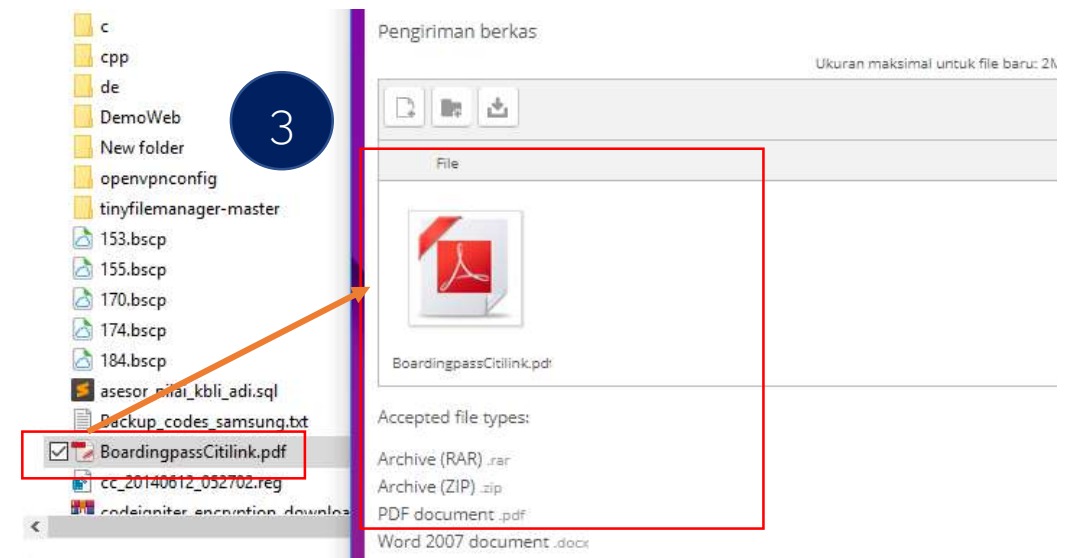 c
cpp
de
DemoWeb
New folder
openvpnconfig
tinyfilemanager-master
153.bscp
155.bscp
170.bscp
174.bscp
184.bscp
asesor_nilai_kbli_adi.sql
Backup_codes_samsung.txt
BoardingpassCitilink.pdf
cc_20140612_052702.reg
codeigniter_encryption_downloa
3
Pengiriman berkas
Ukuran maksimal untuk file baru: 2M
File
BoardingpassCitilink.pdf
Accepted file types:
Archive (RAR) .rar
Archive (ZIP) .zip
PDF document .pdf
Word 2007 document .docx